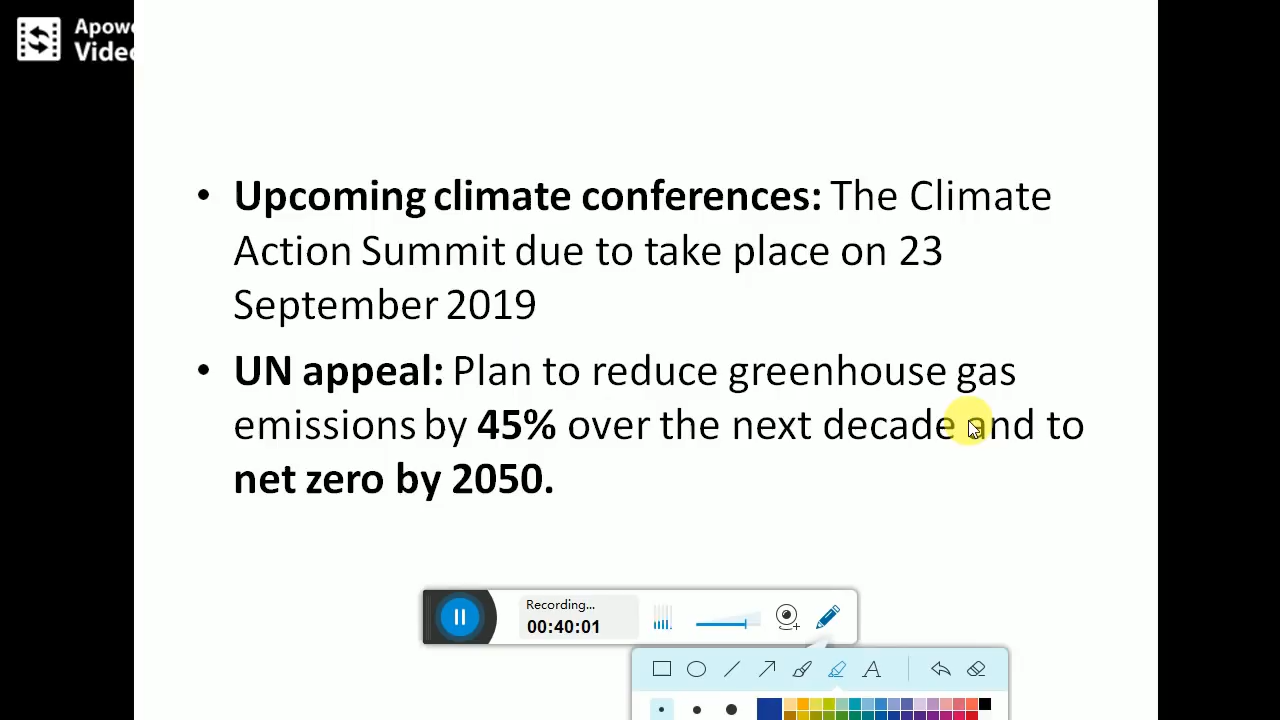 Apowe
Video
• Upcoming climate conferences: The Climate
Action Summit due to take place on 23
September 2019
• UN appeal: Plan to reduce greenhouse gas
emissions by 45% over the next decade and to
net zero by 2050.
Recording...
00:40:01
A